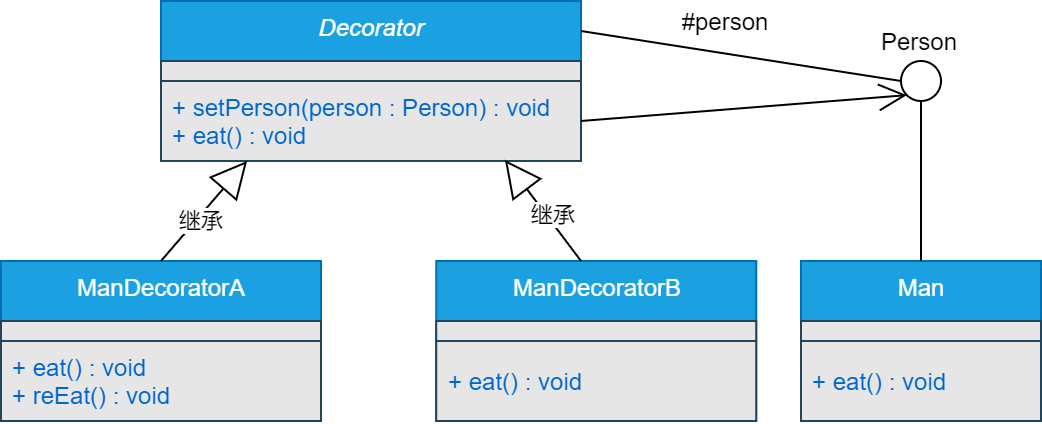 Decorator
#person
Person
+ setPerson(person : Person) : void
+ eat() : void
继承
继承
ManDecoratorA
+ eat() : void
+ reEat() : void
ManDecoratorB
+ eat() : void
Man
+ eat() : void